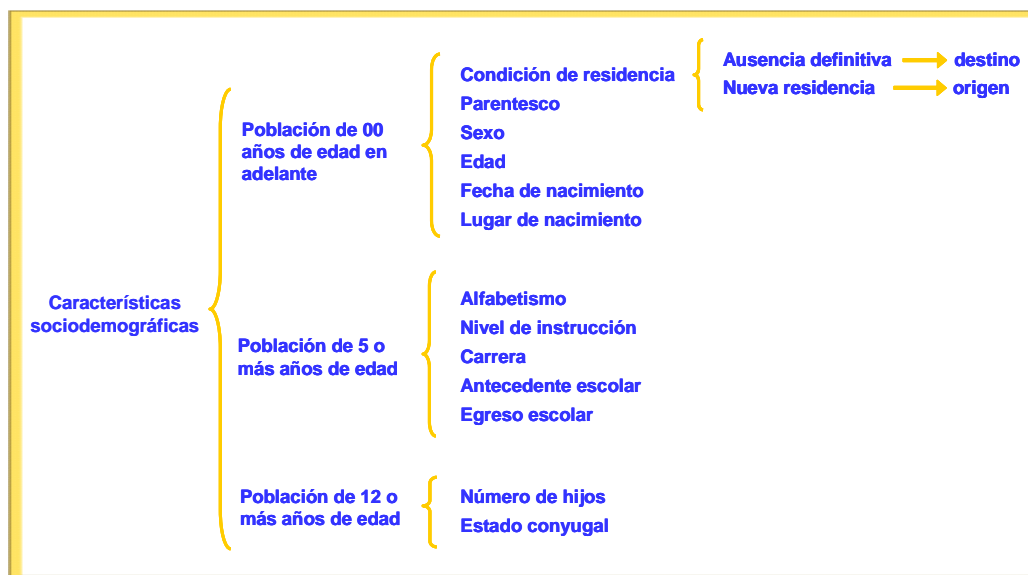 Características
sociodemográficas
Población de 00
años de edad en
adelante
Condición de residencia
Ausencia definitiva
destino
Nueva residencia
origen
Parentesco
Sexo
Edad
Fecha de nacimiento
Lugar de nacimiento
Población de 5 o
más años de edad
Alfabetismo
Nivel de instrucción
Carrera
Antecedente escolar
Egreso escolar
Población de 12 o
más años de edad
Número de hijos
Estado conyugal